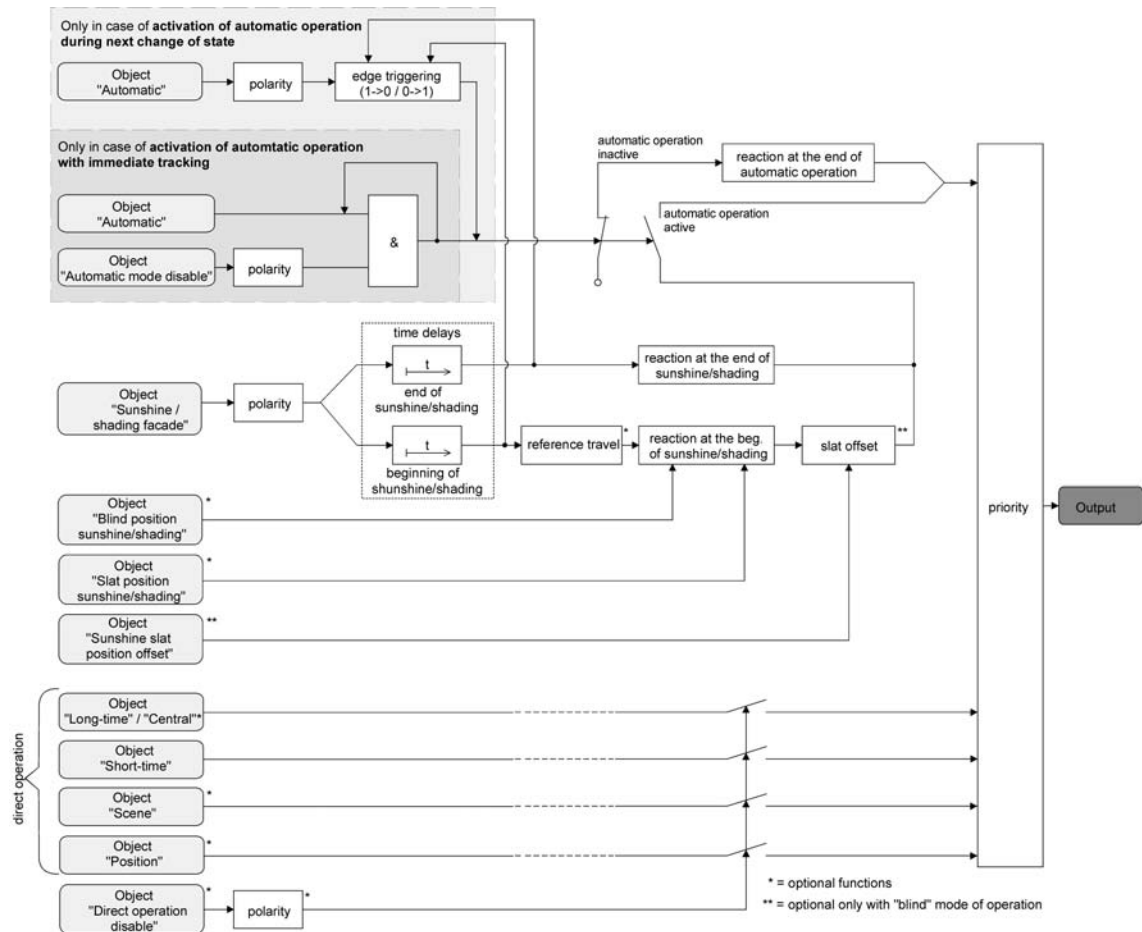 Only in case of activation of automatic operation
during next change of state
Object
"Automatic"
polarity
edge triggering
(1->0 / 0->1)
Only in case of activation of automtatic operation
with immediate tracking
Object
"Automatic"
Object
"Automatic mode disable"
polarity
&
automatic operation
inactive
reaction at the end of
automatic operation
automatic operation
active
time delays
t
end of
sunshine/shading
reaction at the end of
sunshine/shading
Object
"Sunshine /
shading facade"
polarity
t
beginning of
shunshine/shading
reference travel
*
reaction at the beg.
of sunshine/shading
slat offset
**
Object
"Blind position
sunshine/shading"
*
Object
"Slat position
sunshine/shading"
*
Object
"Sunshine slat
position offset"
**
priority
Output
direct operation
Object
"Long-time" / "Central"*
Object
"Short-time"
Object
"Scene"
*
Object
"Position"
*
Object
"Direct operation
disable"
*
polarity
*
* = optional functions
** = optional only with "blind" mode of operation